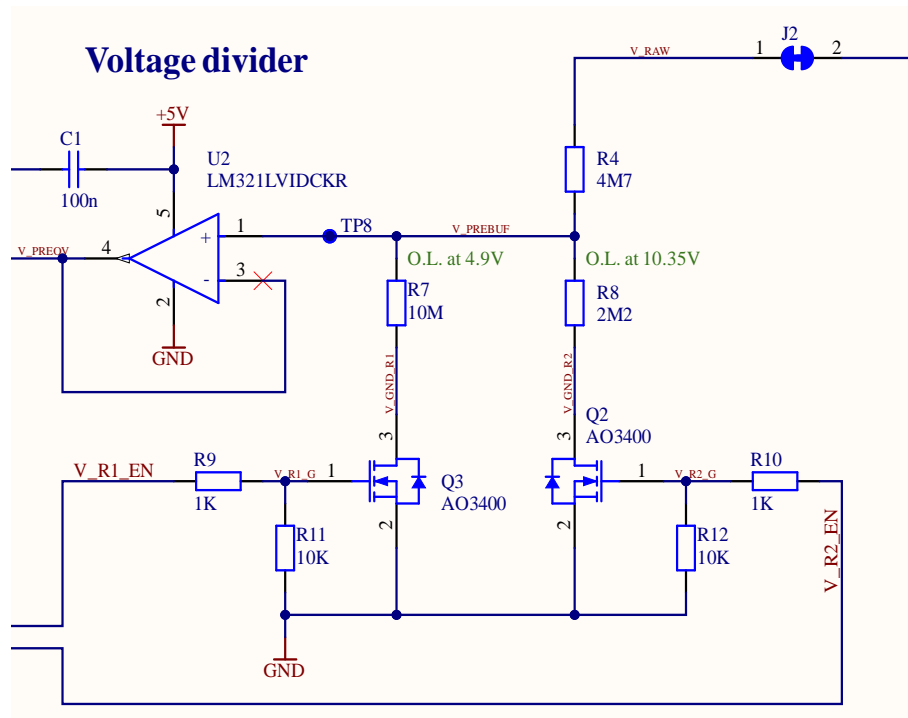 Voltage divider
J2
V_RAW
1
2
+5V
C1
100n
U2
LM321LVIDCKR
R4
4M7
5
+
1
TP8
V_PREBUF
V_PREOV
4
-
3
O.L. at 4.9V
O.L. at 10.35V
R7
10M
R8
2M2
2
GND
V_GND_R1
V_GND_R2
Q2
AO3400
3
3
V_R1_EN
R9
1K
V_R1_G
1
Q3
AO3400
1
V_R2_G
R10
1K
2
2
R11
10K
R12
10K
V_R2_EN
GND